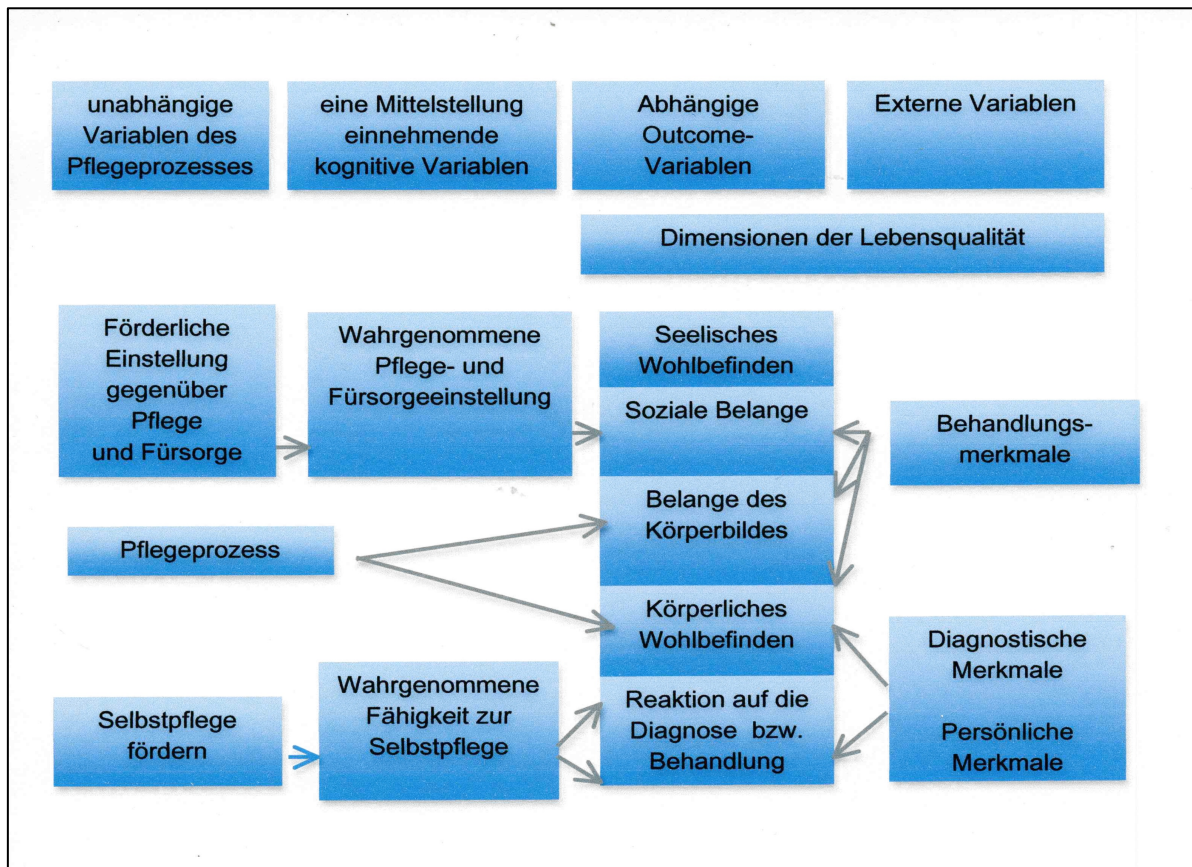 unabhängige
Variablen des
Pflegeprozesses
eine Mittelstellung
einnehmende
kognitive Variablen
Abhängige
Outcome-
Variablen
Externe Variablen
Dimensionen der Lebensqualität
Förderliche
Einstellung
gegenüber
Pflege
und Fürsorge
Wahrgenommene
Pflege- und
Fürsorgeeinstellung
Seelisches
Wohlbefinden
Soziale Belange
Behandlungs-
merkmale
Belange des
Körperbildes
Pflegeprozess
Körperliches
Wohlbefinden
Diagnostische
Merkmale
Persönliche
Merkmale
Selbstpflege
fördern
Wahrgenommene
Fähigkeit zur
Selbstpflege
Reaktion auf die
Diagnose bzw.
Behandlung